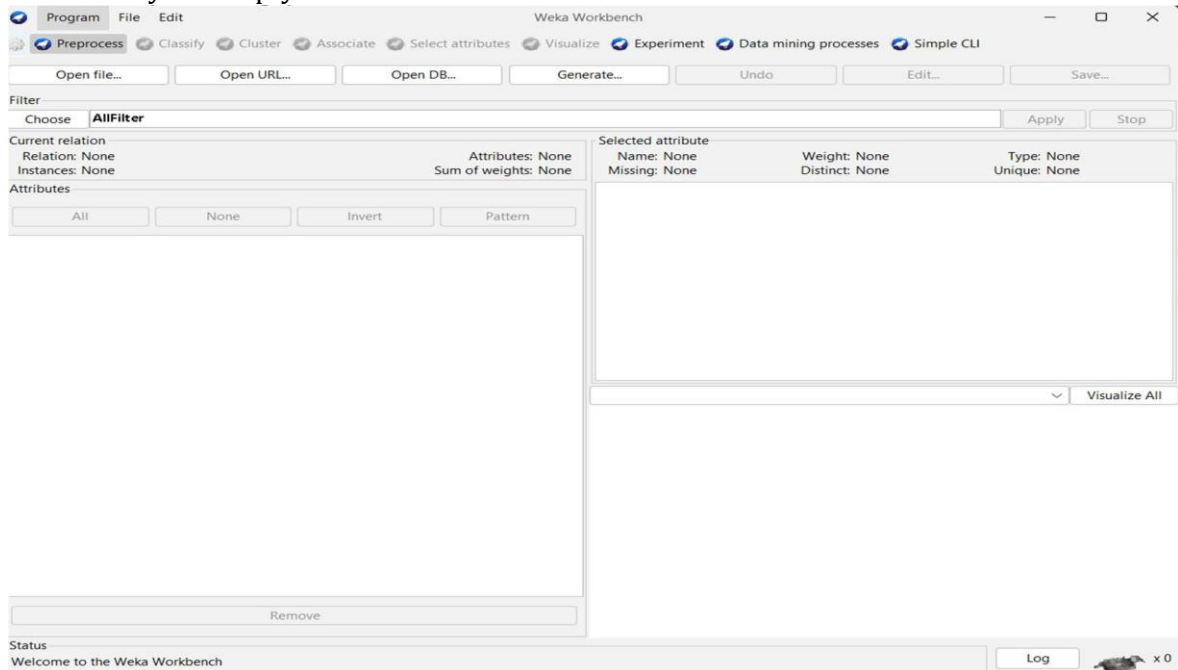 Program File Edit Weka Workbench
Preprocess Classify Cluster Associate Select attributes Visualize Experiment Data mining processes Simple CLI
Open file... Open URL... Open DB... Generate... Undo Edit... Save...
Filter
Choose AllFilter Apply Stop
Current relation
Relation: None Attributes: None
Instances: None Sum of weights: None
Selected attribute
Name: None Weight: None Type: None
Missing: None Distinct: None Unique: None
Attributes
All None Invert Pattern
Visualize All
Remove
Status
Welcome to the Weka Workbench
Log x 0